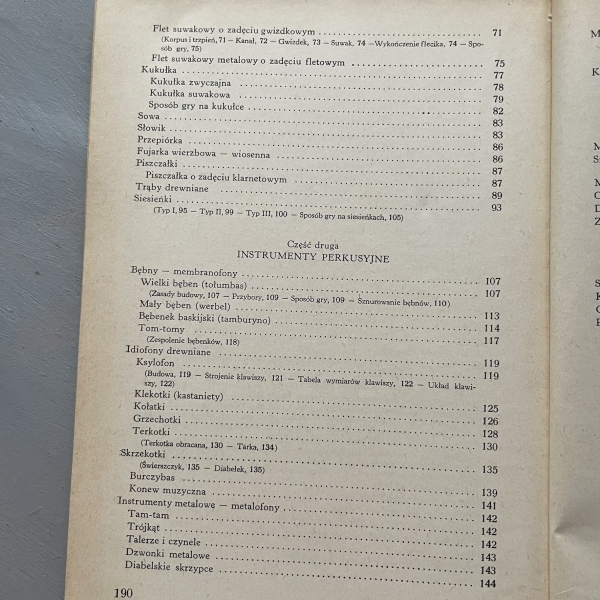 Flet suwakowy o zadęciu gwizdkowym 71
(Korpus i trzpień, 71 — Kanał, 72 — Gwizdek, 73 — Suwak, 74 — Wykończenie flecika, 74 — Spo-
sób gry, 75)
Flet suwakowy metalowy o zadęciu fletowym 75
Kukułka 77
Kukułka zwyczajna 78
Kukułka suwakowa 79
Sposób gry na kukułce 82
Sowa 83
Słowik 83
Przepiórka 86
Fujarka wierzbowa — wiosenna 86
Piszczałki 87
Piszczałka o zadęciu klarnetowym 87
Trąby drewniane 89
Siesienki 93
(Typ I, 95 — Typ II, 99 — Typ III, 100 — Sposób gry na siesieńkach, 105)
Część druga
INSTRUMENTY PERKUSYJNE
Bębny — membranofony 107
Wielki bęben (tołumbas) 107
(Zasady budowy, 107 — Przybory, 109 — Sposób gry, 109 — Sznurowanie bębnów, 110)
Mały bęben (werbel) 113
Bębenek baskijski (tamburyno) 114
Tom-tomy 117
(Zespolenie bębenków, 118)
Idiofony drewniane 119
Ksylofon 119
(Budowa, 119 — Strojenie klawiszy, 121 — Tabela wymiarów klawiszy, 122 — Układ klawi-
szy, 122)
Klekotki (kastaniety) 125
Kołatki 126
Grzechotki 128
Terkotki 130
(Terkotka obracana, 130 — Tarka, 134)
Skrzekotki 135
(Świerszczyk, 135 — Diabełek, 135)
Burczybas 139
Konew muzyczna 141
Instrumenty metalowe — metalofony 142
Tam-tam 142
Trójkąt 142
Talerze i czynele 143
Dzwonki metalowe 143
Diabelskie skrzypce 144
190